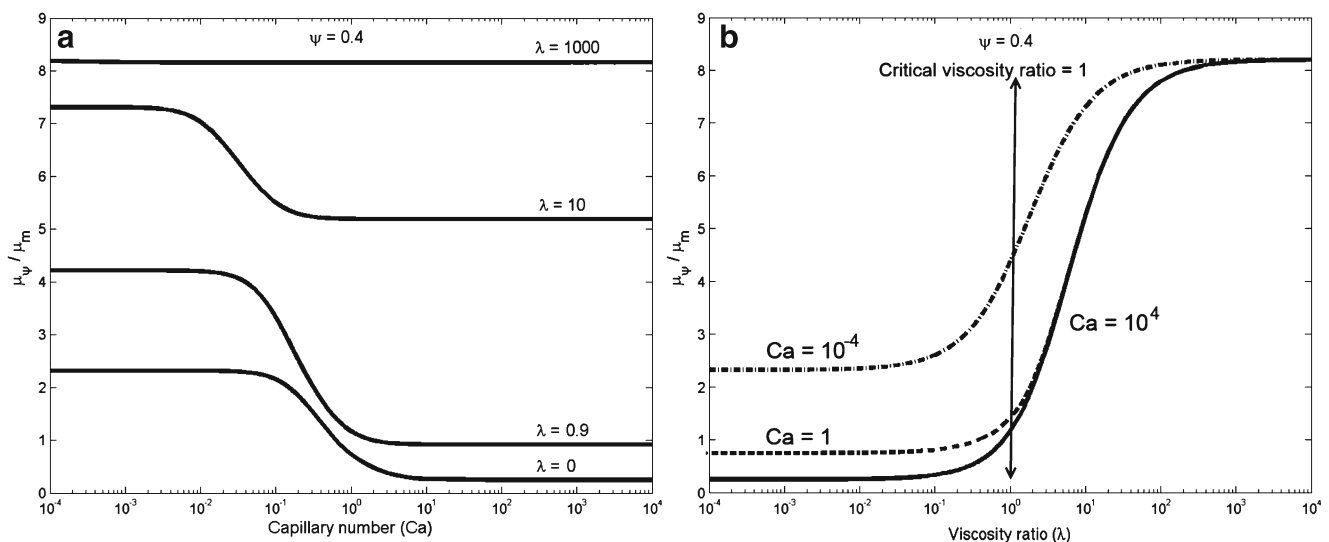 a
ψ = 0.4
λ = 1000
λ = 10
λ = 0.9
λ = 0
9
8
7
6
5
4
3
2
1
0
μψ / μm
10⁻⁴ 10⁻³ 10⁻² 10⁻¹ 10⁰ 10¹ 10² 10³ 10⁴
Capillary number (Ca)
b
ψ = 0.4
Critical viscosity ratio = 1
Ca = 10⁴
Ca = 10⁻⁴
Ca = 1
9
8
7
6
5
4
3
2
1
0
μψ / μm
10⁻⁴ 10⁻³ 10⁻² 10⁻¹ 10⁰ 10¹ 10² 10³ 10⁴
Viscosity ratio (λ)